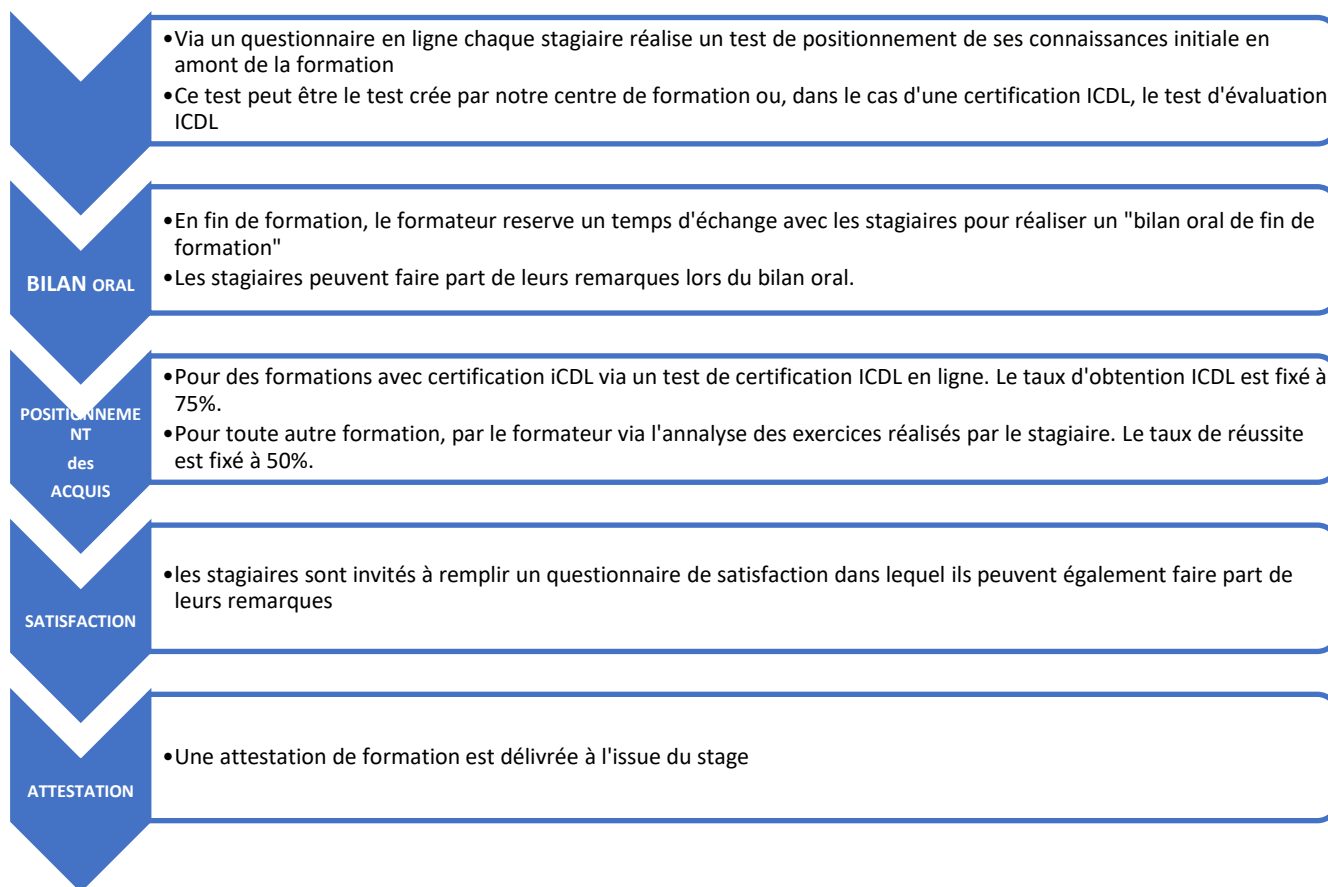 •Via un questionnaire en ligne chaque stagiaire réalise un test de positionnement de ses connaissances initiale en
amont de la formation
•Ce test peut être le test crée par notre centre de formation ou, dans le cas d'une certification ICDL, le test d'évaluation
ICDL
BILAN ORAL
•En fin de formation, le formateur reserve un temps d'échange avec les stagiaires pour réaliser un "bilan oral de fin de
formation"
•Les stagiaires peuvent faire part de leurs remarques lors du bilan oral.
POSITIONNEME
NT
des
ACQUIS
•Pour des formations avec certification iCDL via un test de certification ICDL en ligne. Le taux d'obtention ICDL est fixé à
75%.
•Pour toute autre formation, par le formateur via l'annalyse des exercices réalisés par le stagiaire. Le taux de réussite
est fixé à 50%.
SATISFACTION
•les stagiaires sont invités à remplir un questionnaire de satisfaction dans lequel ils peuvent également faire part de
leurs remarques
ATTESTATION
•Une attestation de formation est délivrée à l'issue du stage